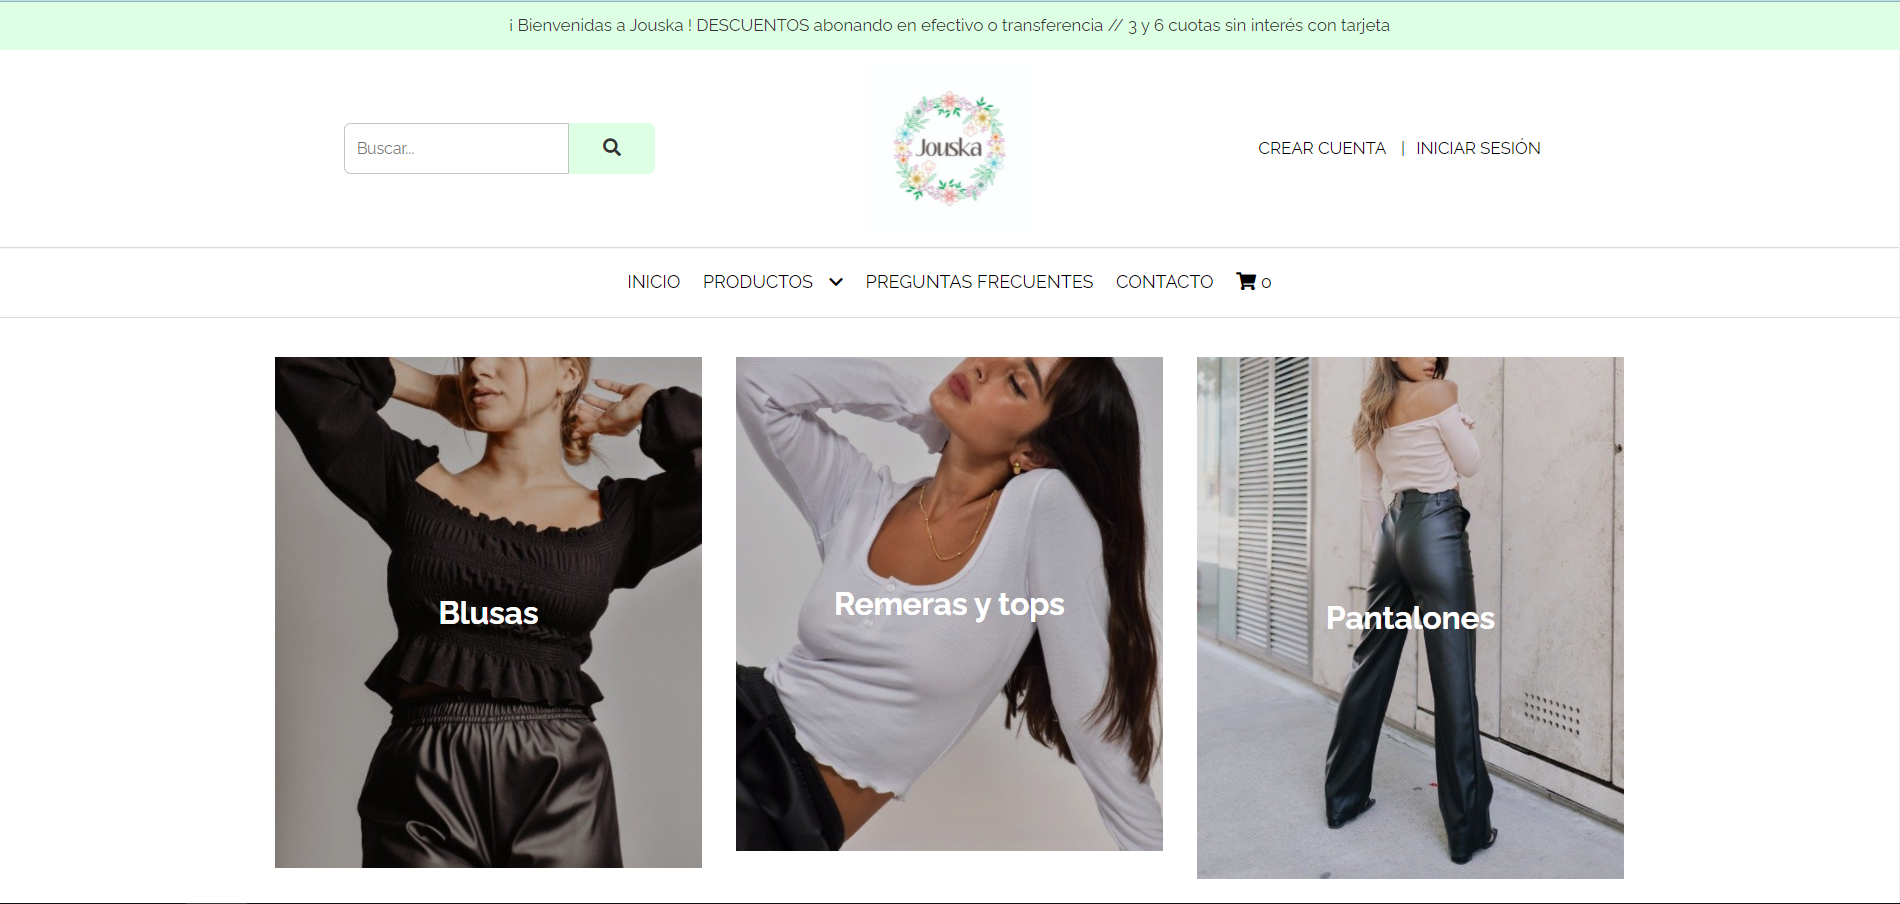 ¡ Bienvenidas a Jouska ! DESCUENTOS abonando en efectivo o transferencia // 3 y 6 cuotas sin interés con tarjeta
Buscar...
Jouska
CREAR CUENTA | INICIAR SESIÓN
INICIO PRODUCTOS PREGUNTAS FRECUENTES CONTACTO 0
Blusas
Remeras y tops
Pantalones